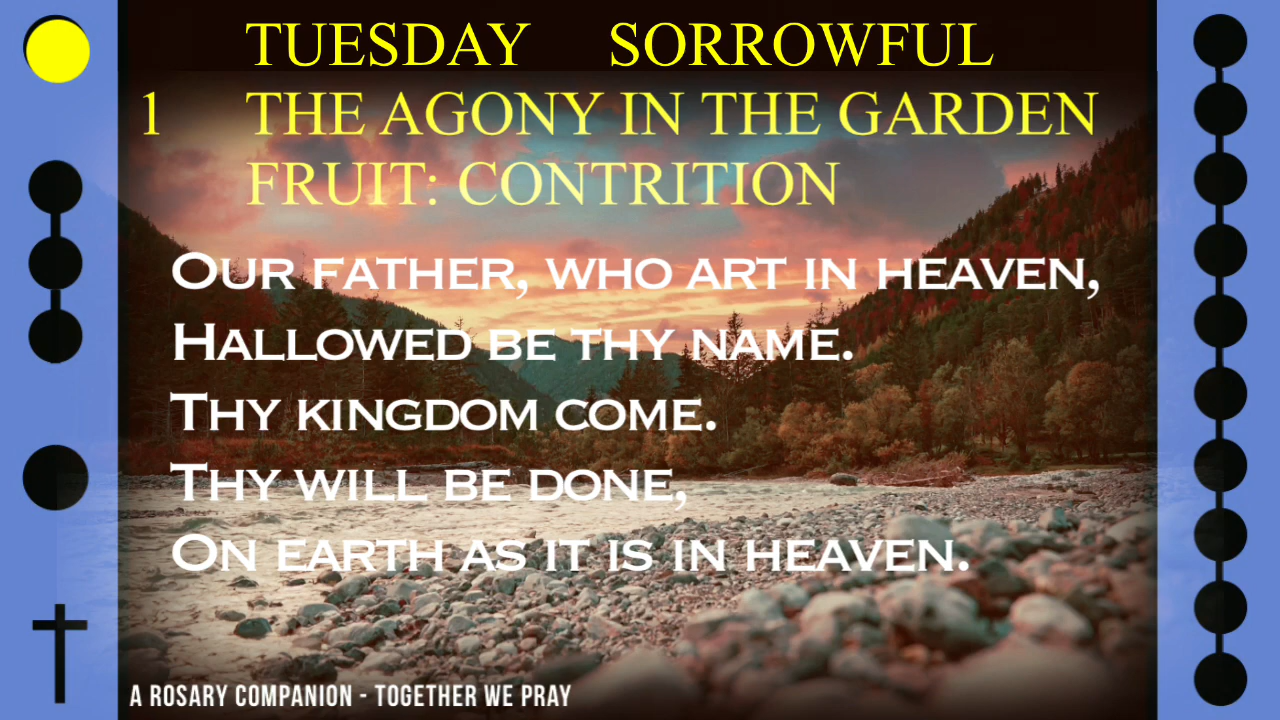 TUESDAY SORROWFUL
1 THE AGONY IN THE GARDEN
FRUIT: CONTRITION
OUR FATHER, WHO ART IN HEAVEN,
HALLOWED BE THY NAME.
THY KINGDOM COME.
THY WILL BE DONE,
ON EARTH AS IT IS IN HEAVEN.
A ROSARY COMPANION - TOGETHER WE PRAY